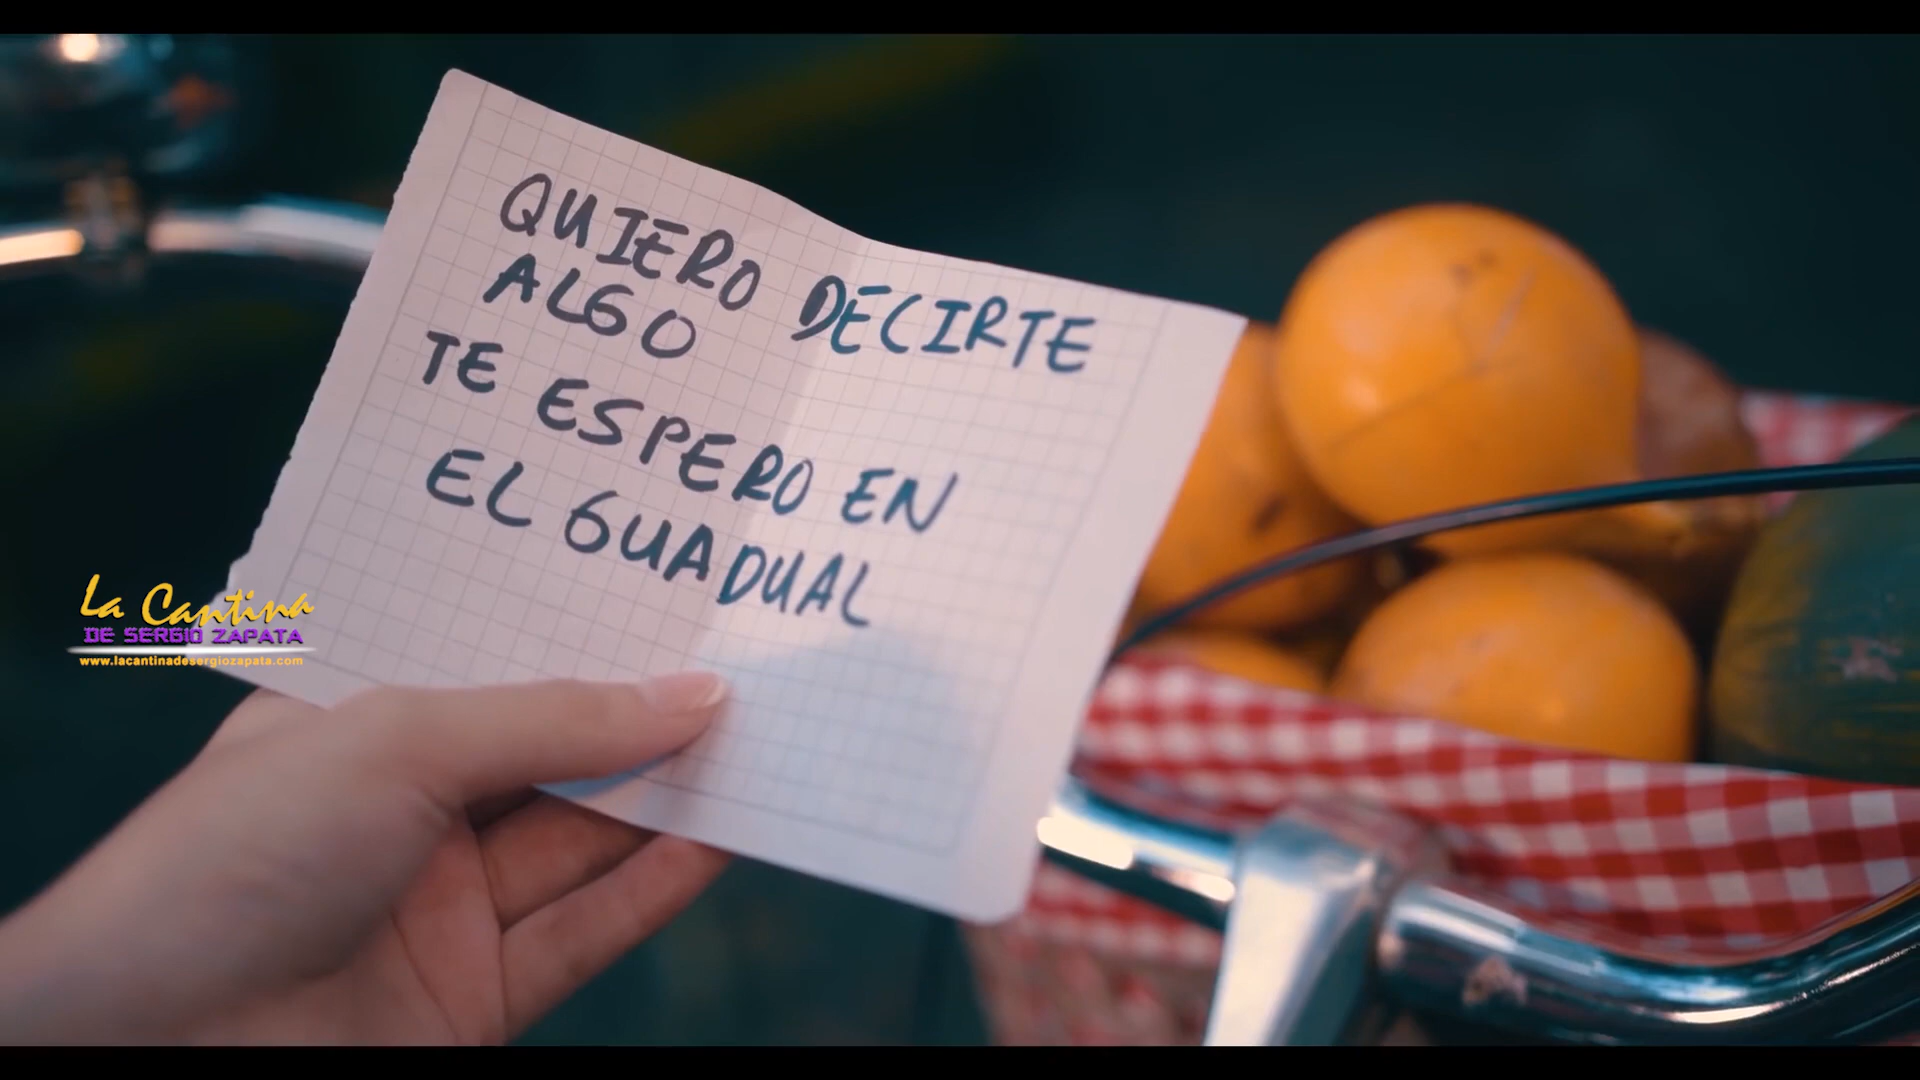 QUIERO DECIRTE
ALGO
TE ESPERO EN
EL GUADUAL
La Cantina
DE SERGIO ZAPATA
www.lacantinadesergiozapata.com